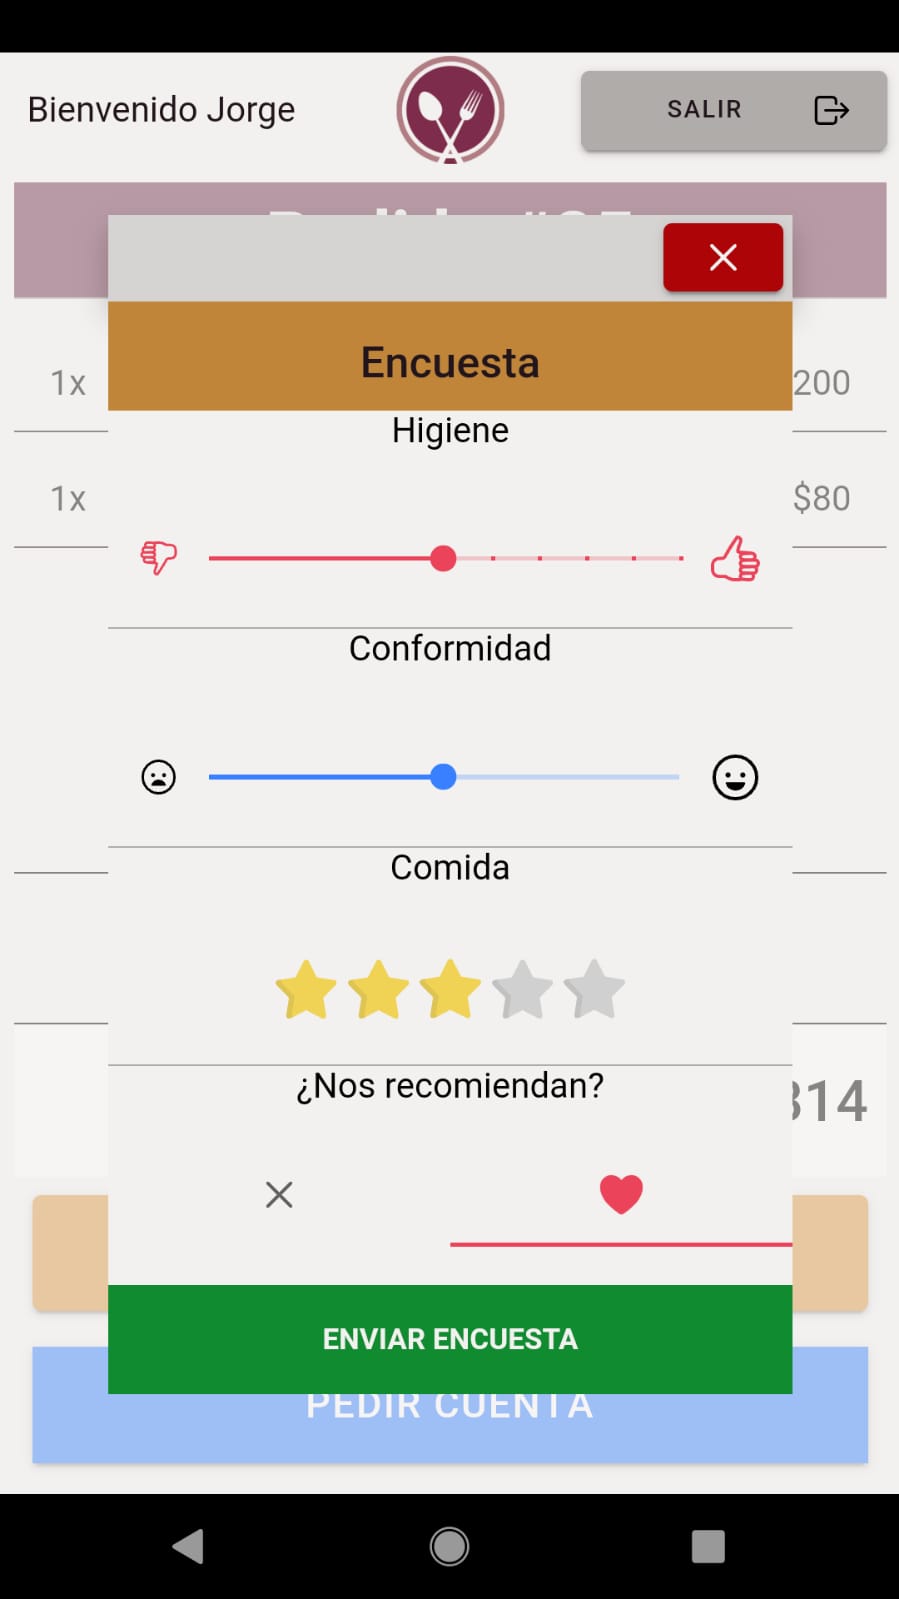 Bienvenido Jorge
SALIR
Encuesta
1x
200
Higiene
1x
$80
Conformidad
Comida
¿Nos recomiendan?
314
ENVIAR ENCUESTA
PEDIR CUENTA